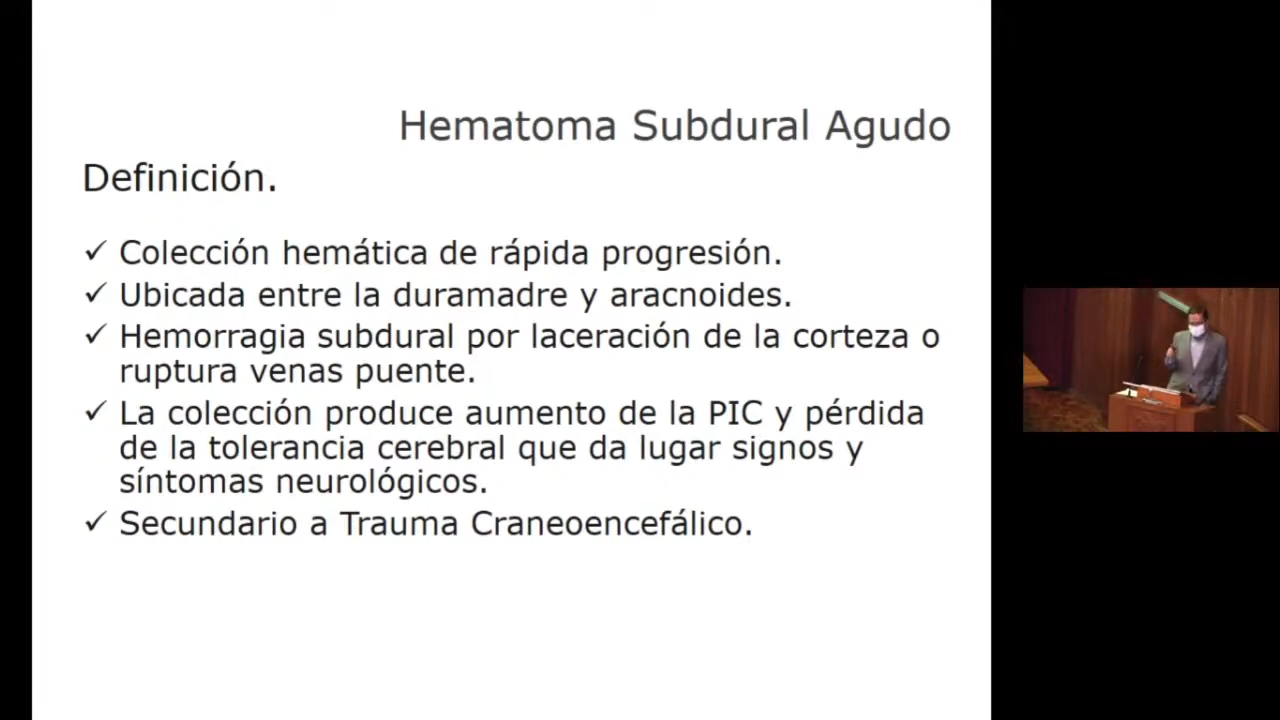 Hematoma Subdural Agudo
Definición.
✓ Colección hemática de rápida progresión.
✓ Ubicada entre la duramadre y aracnoides.
✓ Hemorragia subdural por laceración de la corteza o
ruptura venas puente.
✓ La colección produce aumento de la PIC y pérdida
de la tolerancia cerebral que da lugar signos y
síntomas neurológicos.
✓ Secundario a Trauma Craneoencefálico.